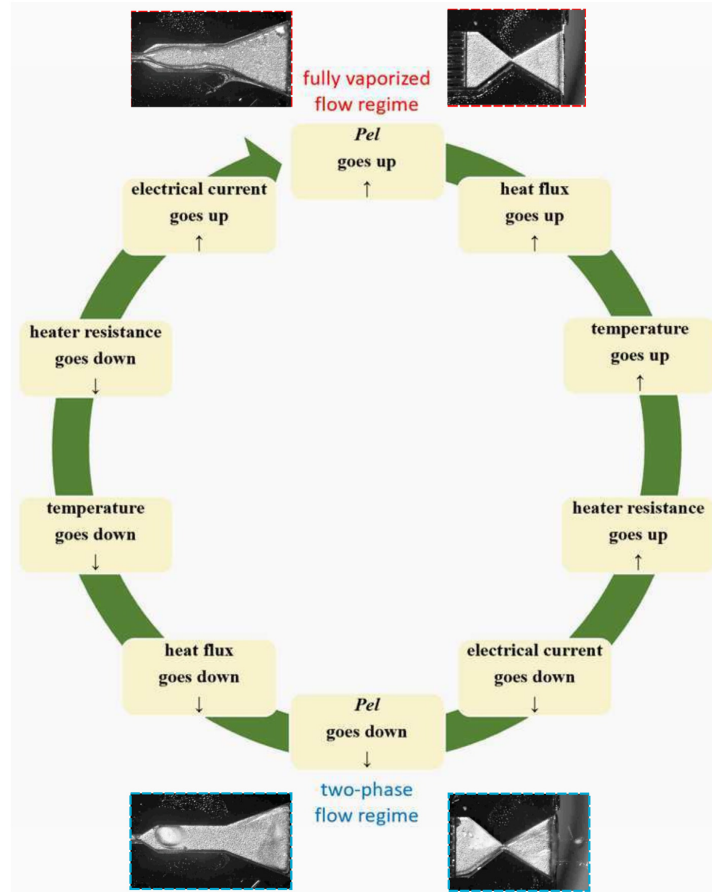 fully vaporized
flow regime
Pel
goes up
↑
heat flux
goes up
↑
temperature
goes up
↑
heater resistance
goes up
↑
electrical current
goes down
↓
Pel
goes down
↓
two-phase
flow regime
heat flux
goes down
↓
temperature
goes down
↓
heater resistance
goes down
↓
electrical current
goes up
↑